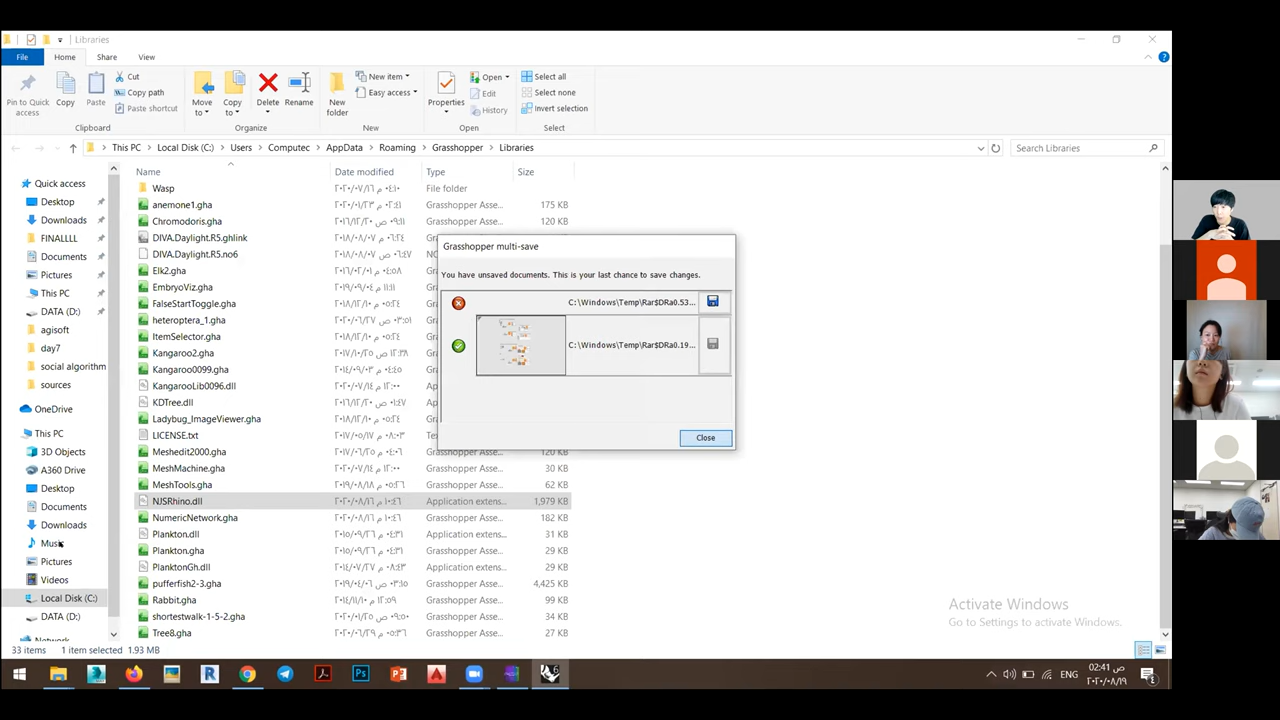 Libraries
File Home Share View
Pin to Quick access
Copy
Paste
Cut
Copy path
Paste shortcut
Clipboard
Move to
Copy to
Delete
Rename
Organize
New folder
New item
Easy access
New
Properties
Open
Edit
History
Open
Select all
Select none
Invert selection
Select
This PC > Local Disk (C:) > Users > Computec > AppData > Roaming > Grasshopper > Libraries
Search Libraries
Quick access
Desktop
Downloads
FINALLLL
Documents
Pictures
This PC
DATA (D:)
agisoft
day7
social algorithm
sources
OneDrive
This PC
3D Objects
A360 Drive
Desktop
Documents
Downloads
Music
Pictures
Videos
Local Disk (C:)
DATA (D:)
Network
Name Date modified Type Size
Wasp File folder
anemone1.gha Grasshopper Asse... 175 KB
Chromodoris.gha Grasshopper Asse... 120 KB
DIVA.Daylight.R5.ghlink
DIVA.Daylight.R5.no6
Elk2.gha
EmbryoViz.gha
FalseStartToggle.gha
heteroptera_1.gha
ItemSelector.gha
Kangaroo2.gha
Kangaroo0099.gha
KangarooLib0096.dll
KDTree.dll
Ladybug_ImageViewer.gha
LICENSE.txt
Meshedit2000.gha Grasshopper Asse... 120 KB
MeshMachine.gha Grasshopper Asse... 30 KB
MeshTools.gha Grasshopper Asse... 62 KB
NJSRhino.dll Application extens... 1,979 KB
NumericNetwork.gha Grasshopper Asse... 182 KB
Plankton.dll Application extens... 31 KB
Plankton.gha Grasshopper Asse... 29 KB
PlanktonGh.dll Application extens... 29 KB
pufferfish2-3.gha Grasshopper Asse... 4,425 KB
Rabbit.gha Grasshopper Asse... 99 KB
shortestwalk-1-5-2.gha Grasshopper Asse... 34 KB
Tree8.gha Grasshopper Asse... 27 KB
Grasshopper multi-save
You have unsaved documents. This is your last chance to save changes.
C:\Windows\Temp\Rar$DRa0.53...
C:\Windows\Temp\Rar$DRa0.19...
Close
Activate Windows
Go to Settings to activate Windows.
33 items 1 item selected 1.93 MB
ENG
02:41 ص
٢٠٢٠/٠٨/١٩